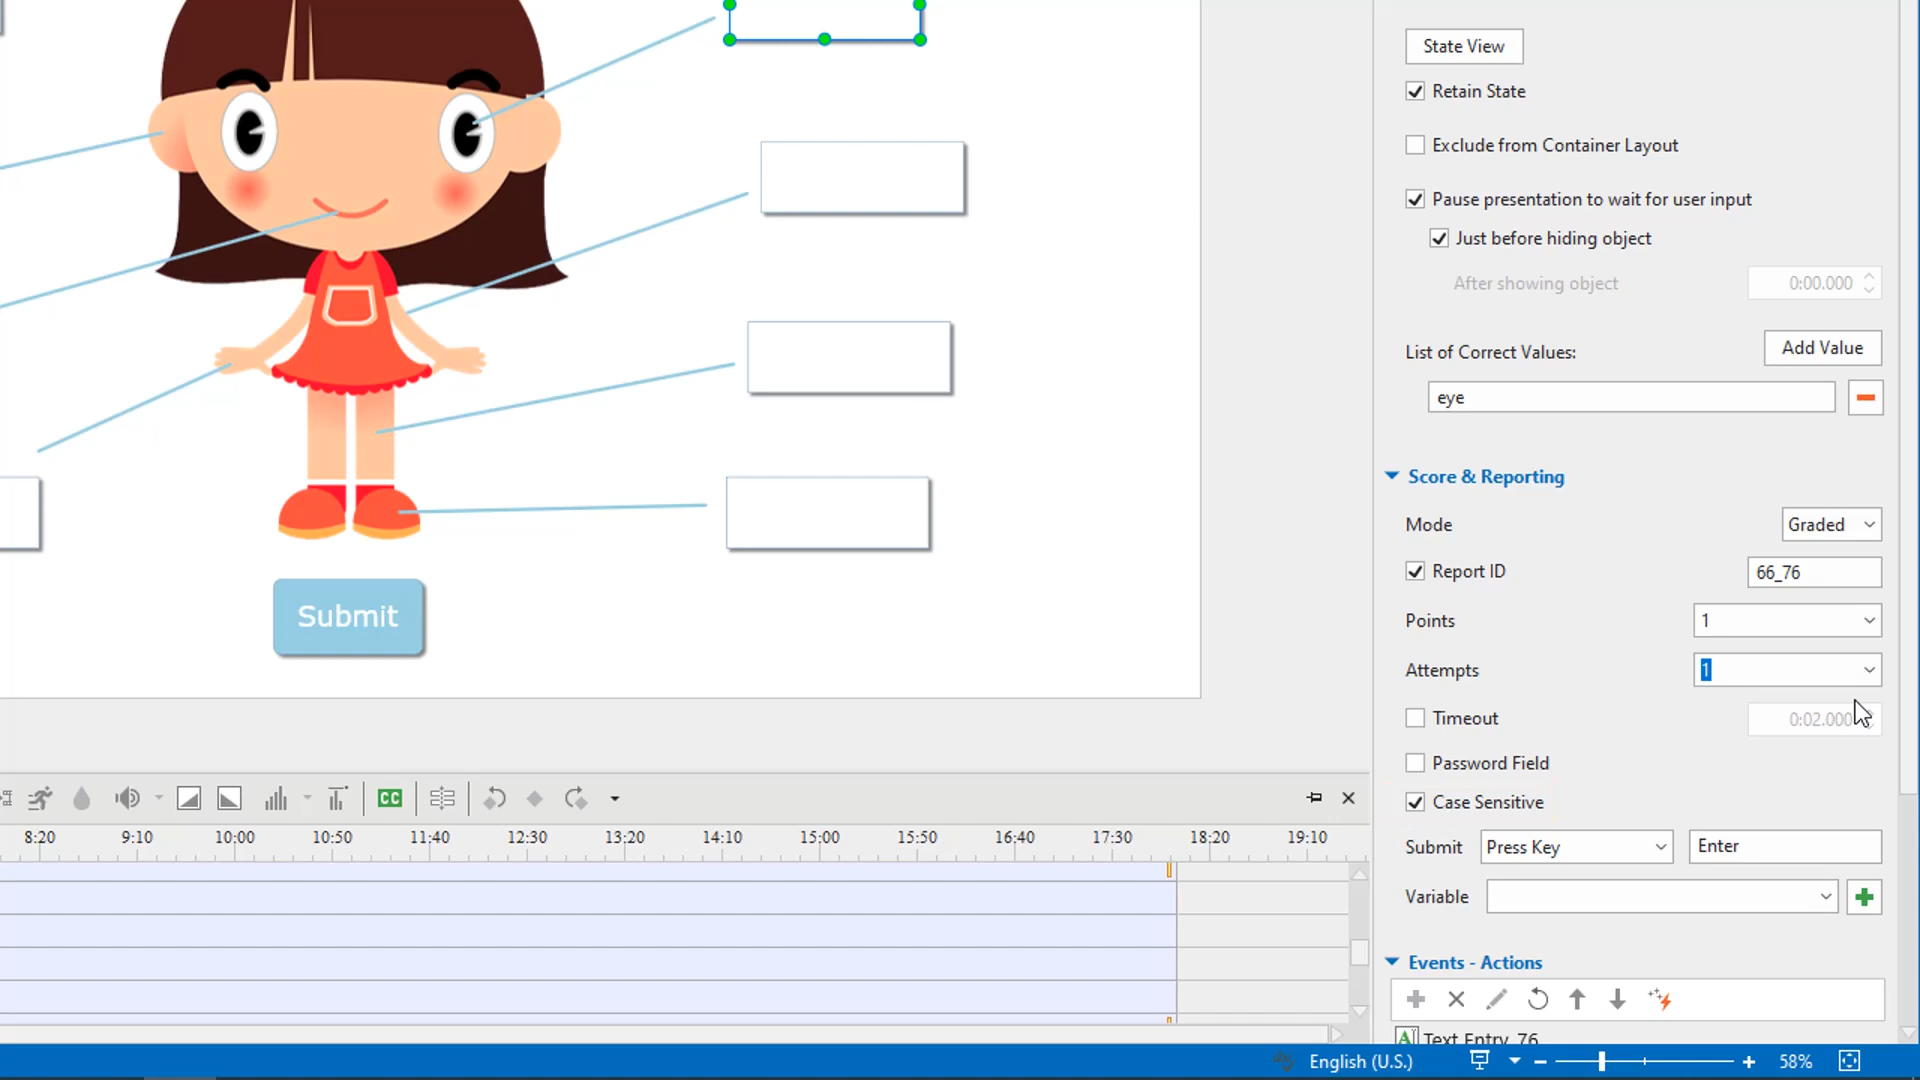 State View
Retain State
Exclude from Container Layout
Pause presentation to wait for user input
Just before hiding object
After showing object 0:00.000
List of Correct Values: Add Value
eye
Score & Reporting
Mode Graded
Report ID 66_76
Points 1
Attempts 1
Timeout 0:02.000
Password Field
Case Sensitive
Submit Press Key Enter
Variable
Events - Actions
Text Entry_76
Submit
CC
8:20 9:10 10:00 10:50 11:40 12:30 13:20 14:10 15:00 15:50 16:40 17:30 18:20 19:10
English (U.S.) 58%